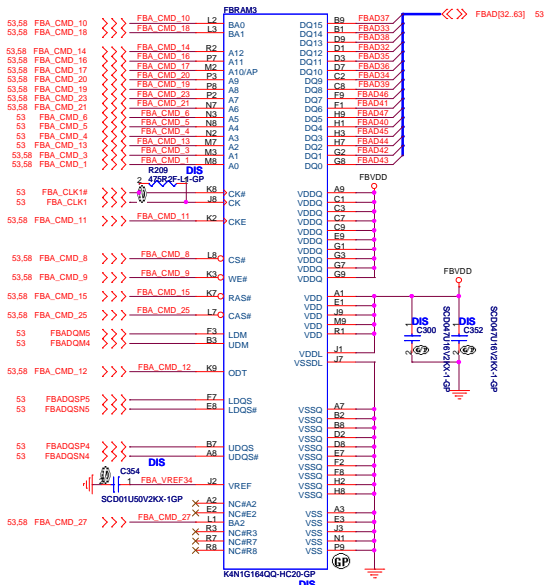 FBRAM3
53,58 FBA_CMD_10 FBA_CMD_10 L2 BA0 DQ15 B9 FBAD37 FBAD[32..63] 53
53,58 FBA_CMD_18 FBA_CMD_18 L3 BA1 DQ14 B1 FBAD38
DQ13 D9 FBAD39
53,58 FBA_CMD_14 FBA_CMD_14 R2 A12 DQ12 D1 FBAD32
53,58 FBA_CMD_16 FBA_CMD_16 P7 A11 DQ11 D3 FBAD35
53,58 FBA_CMD_17 FBA_CMD_17 M2 A10/AP DQ10 D7 FBAD36
53,58 FBA_CMD_20 FBA_CMD_20 P3 A9 DQ9 C2 FBAD34
53,58 FBA_CMD_19 FBA_CMD_19 P8 A8 DQ8 C8 FBAD39
53,58 FBA_CMD_23 FBA_CMD_23 P2 A7 DQ7 F9 FBAD46
53,58 FBA_CMD_21 FBA_CMD_21 N7 A6 DQ6 F1 FBAD41
53 FBA_CMD_6 FBA_CMD_6 N3 A5 DQ5 H9 FBAD47
53 FBA_CMD_5 FBA_CMD_5 N8 A4 DQ4 H1 FBAD40
53 FBA_CMD_4 FBA_CMD_4 N2 A3 DQ3 H3 FBAD45
53,58 FBA_CMD_13 FBA_CMD_13 M7 A2 DQ2 H7 FBAD44
53 FBA_CMD_3 FBA_CMD_3 M3 A1 DQ1 G2 FBAD42
53,58 FBA_CMD_1 FBA_CMD_1 M8 A0 DQ0 G8 FBAD43
R209 DIS
2 475R2F-L1-GP
FBVDD
53 FBA_CLK1# K8 CK# VDDQ A9
53 FBA_CLK1 J8 CK VDDQ C1
VDDQ C3
53,58 FBA_CMD_11 FBA_CMD_11 K2 CKE VDDQ C7
VDDQ C9
VDDQ E9
VDDQ G1
53,58 FBA_CMD_8 FBA_CMD_8 L8 CS# VDDQ G3
VDDQ G7
53,58 FBA_CMD_9 FBA_CMD_9 K3 WE# VDDQ G9
FBVDD
53,58 FBA_CMD_15 FBA_CMD_15 K7 RAS# VDD A1
VDD E1
53,58 FBA_CMD_25 FBA_CMD_25 L7 CAS# VDD J9
VDD M9
53 FBADQM5 F3 LDM VDD R1
53 FBADQM4 B3 UDM
DIS C300 2 SCD047U16V2KX-1-GP
DIS C352 2 SCD047U16V2KX-1-GP
VDDL J1
VSSDL J7
53,58 FBA_CMD_12 FBA_CMD_12 K9 ODT
53 FBADQSP5 F7 LDQS VSSQ A7
53 FBADQSN5 E8 LDQS# VSSQ B2
VSSQ B8
VSSQ D2
53 FBADQSP4 B7 UDQS VSSQ D8
53 FBADQSN4 A8 UDQS# VSSQ E7
VSSQ F2
DIS VSSQ F8
C354 VSSQ H2
1 FBA_VREF34 J2 VREF VSSQ H8
SCD01U50V2KX-1GP
A2 NC#A2 VSS A3
E2 NC#E2 VSS E3
53,58 FBA_CMD_27 FBA_CMD_27 L1 BA2 VSS J3
R3 NC#R3 VSS N1
R7 NC#R7 VSS P9
R8 NC#R8
GP
K4N1G164QQ-HC20-GP
DIS